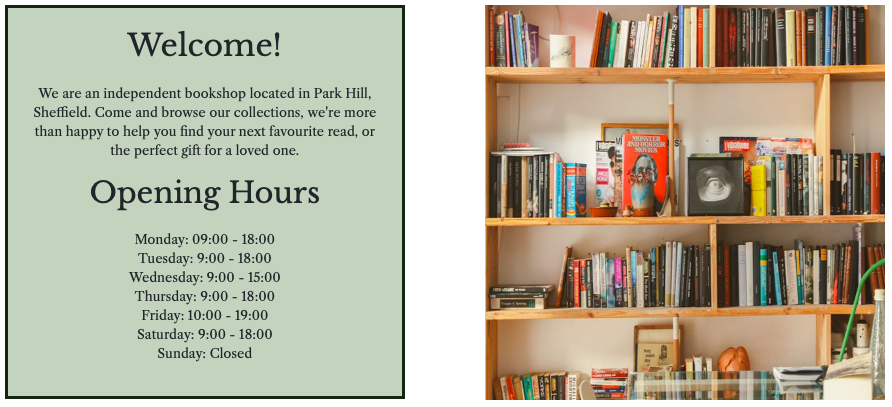 Welcome!
We are an independent bookshop located in Park Hill,
Sheffield. Come and browse our collections, we're more
than happy to help you find your next favourite read, or
the perfect gift for a loved one.
Opening Hours
Monday: 09:00 - 18:00
Tuesday: 9:00 - 18:00
Wednesday: 9:00 - 15:00
Thursday: 9:00 - 18:00
Friday: 10:00 - 19:00
Saturday: 9:00 - 18:00
Sunday: Closed
MONSTER
AND HORROR
MOVIES